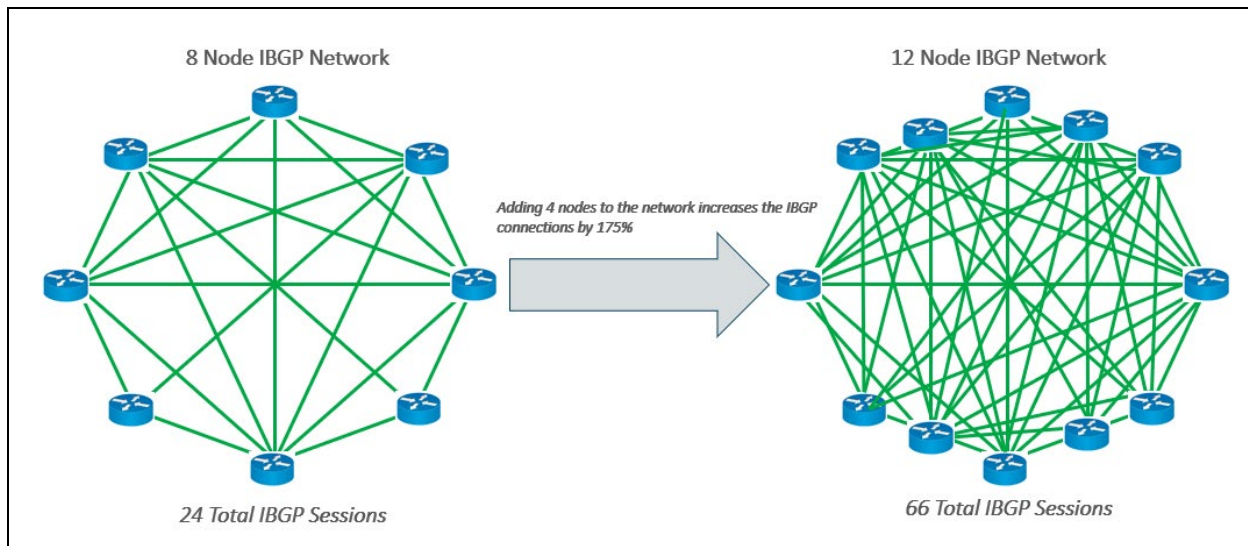 8 Node IBGP Network
12 Node IBGP Network
Adding 4 nodes to the network increases the IBGP
connections by 175%
24 Total IBGP Sessions
66 Total IBGP Sessions